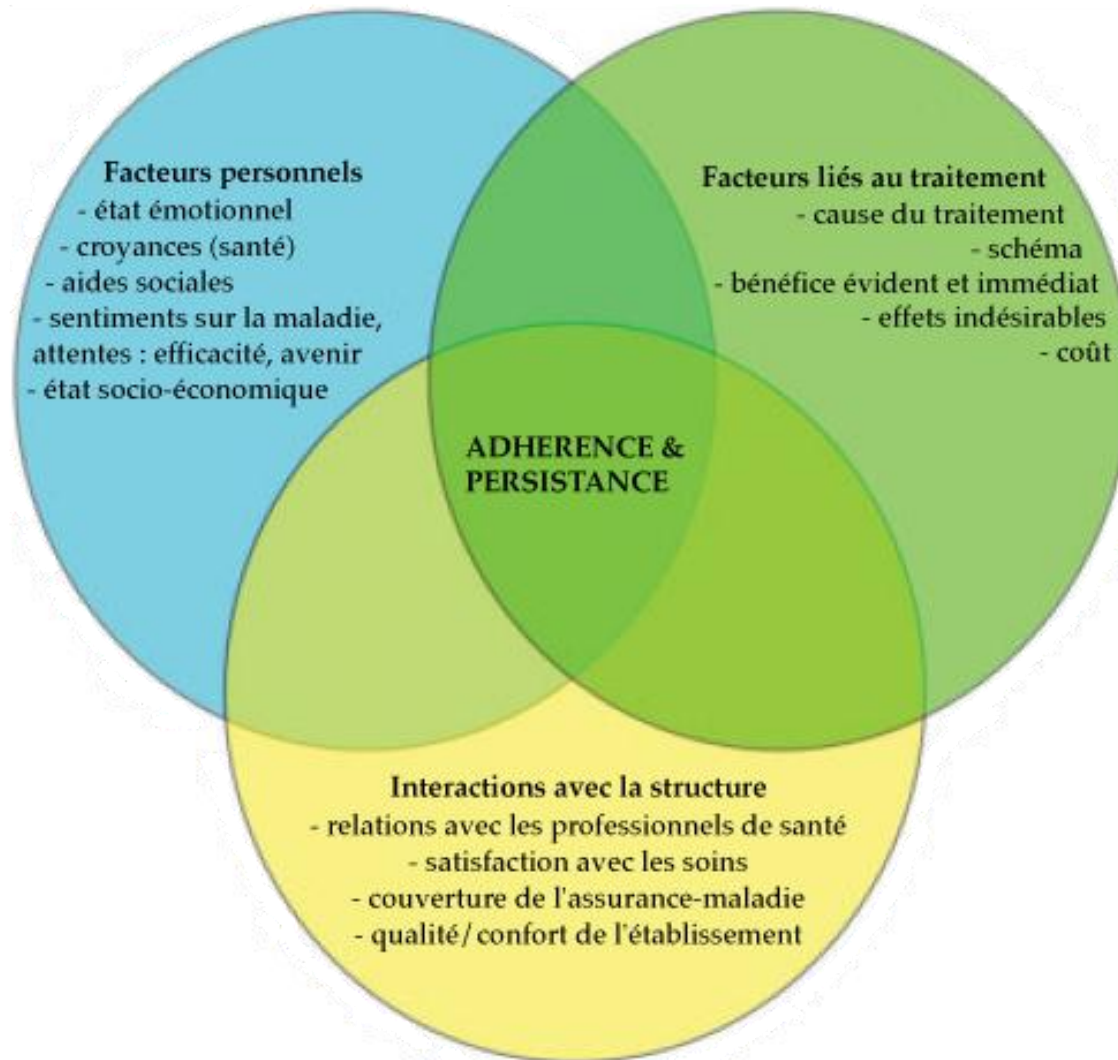 Facteurs personnels
- état émotionnel
- croyances (santé)
- aides sociales
- sentiments sur la maladie,
attentes : efficacité, avenir
- état socio-économique
Facteurs liés au traitement
- cause du traitement
- schéma
- bénéfice évident et immédiat
- effets indésirables
- coût
ADHERENCE &
PERSISTANCE
Interactions avec la structure
- relations avec les professionnels de santé
- satisfaction avec les soins
- couverture de l'assurance-maladie
- qualité/confort de l'établissement